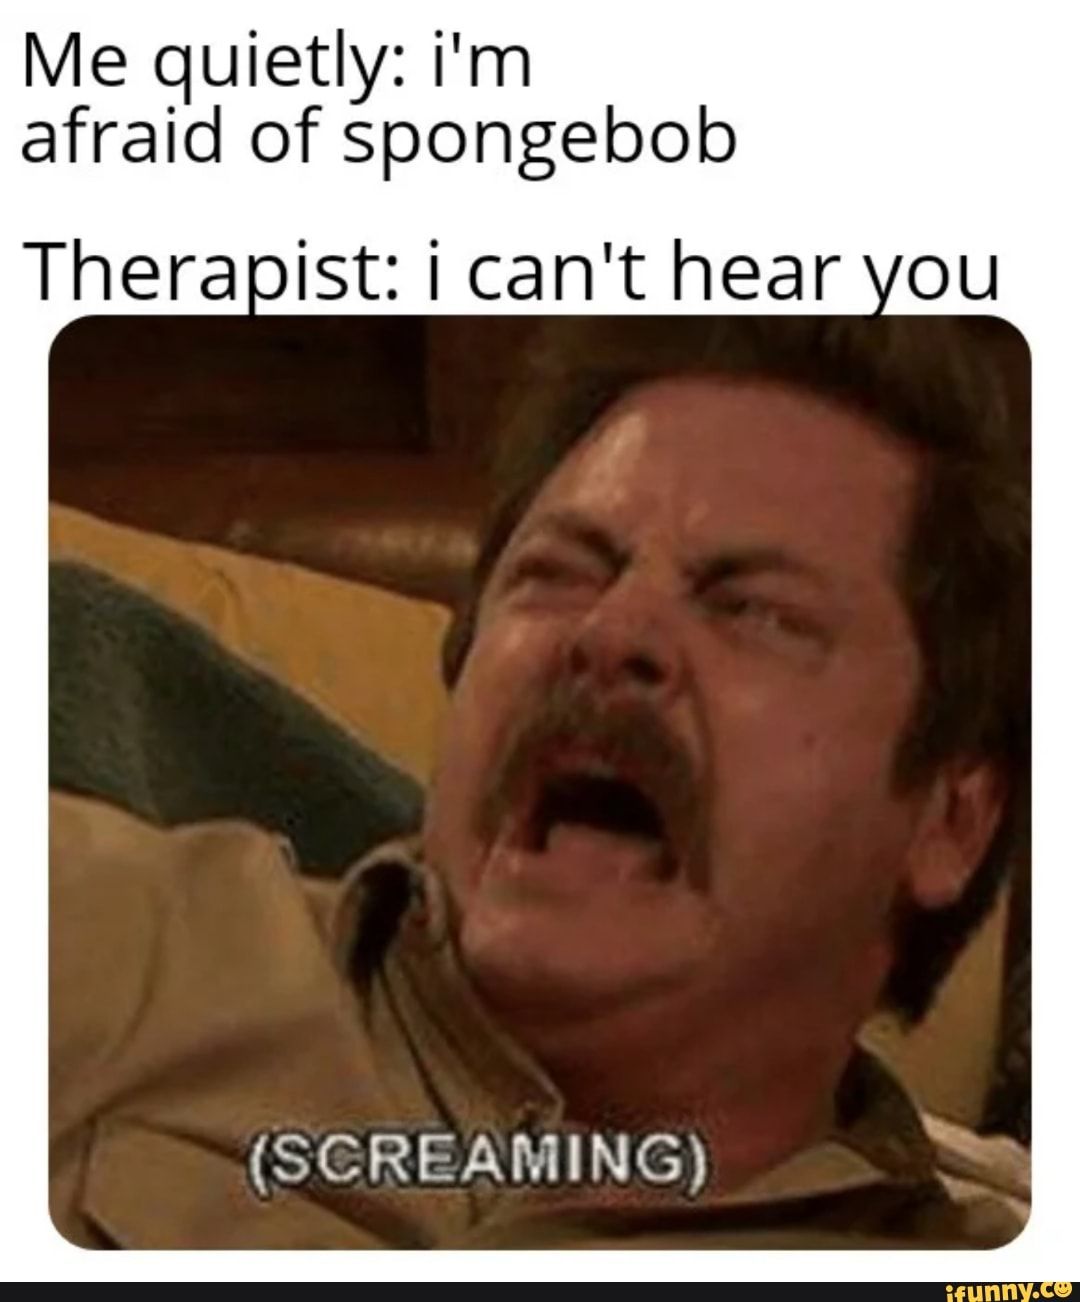 Me quietly: i'm
afraid of spongebob
Therapist: i can't hear you
(SCREAMING)
ifunny.co